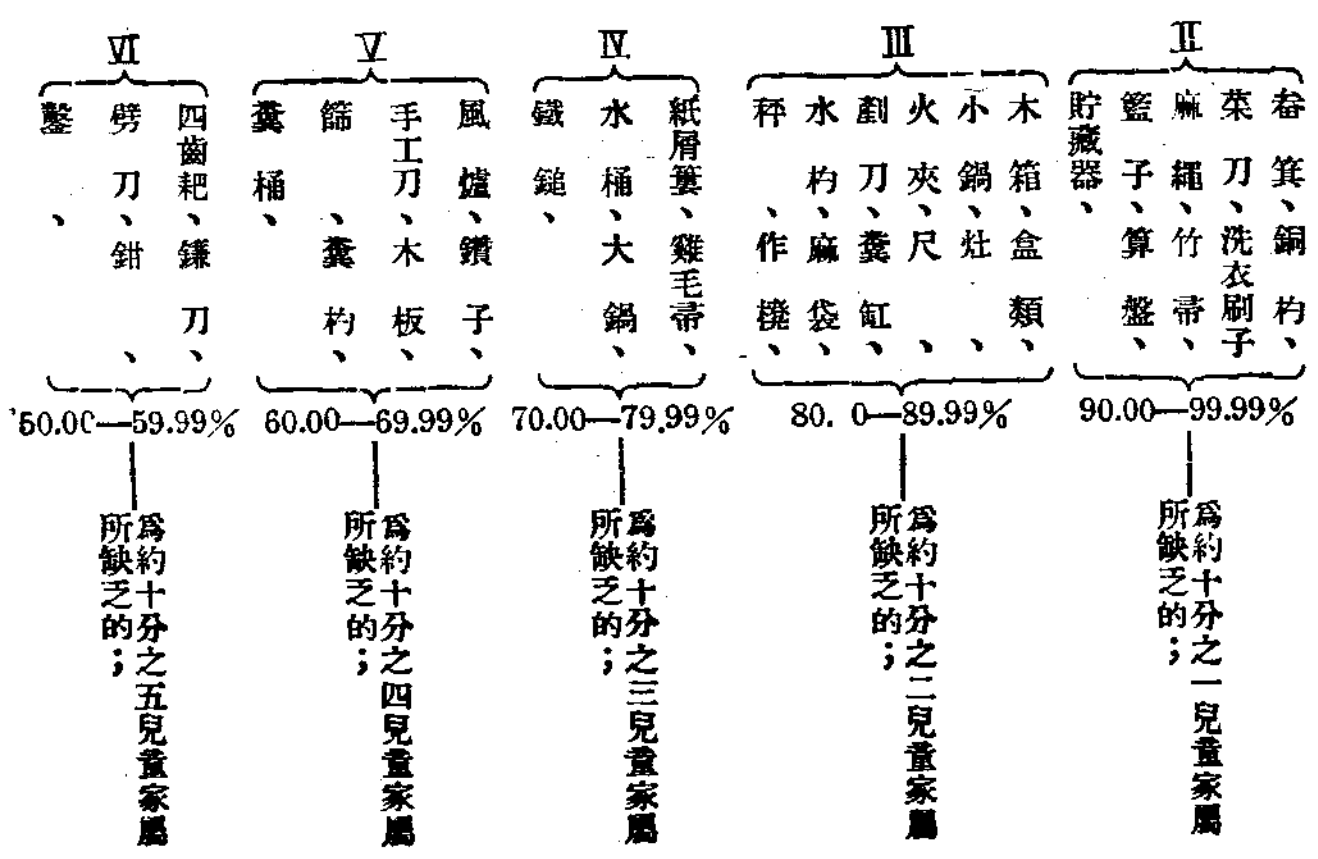 II
畚箕、銅杓、
菜刀、洗衣刷子
麻繩、竹帚、
籃子、算盤、
貯藏器、
90.00—99.99%
爲約十分之一兒童家屬
所缺乏的；
III
木箱、盒類、
小鍋、灶、
火夾、尺、
劃刀、糞缸、
水杓、麻袋、
秤、作櫈、
80. 0—89.99%
爲約十分之二兒童家屬
所缺乏的；
IV
紙屑簍、雞毛帚、
水桶、大鍋、
鐵鎚、
70.00—79.99%
爲約十分之三兒童家屬
所缺乏的；
V
風爐、鑽子、
手工刀、木板、
篩、糞杓、
糞桶、
60.00—69.99%
爲約十分之四兒童家屬
所缺乏的；
VI
四齒耙、鐮刀、
劈刀、鉗、
鑿、
50.00—59.99%
爲約十分之五兒童家屬
所缺乏的；